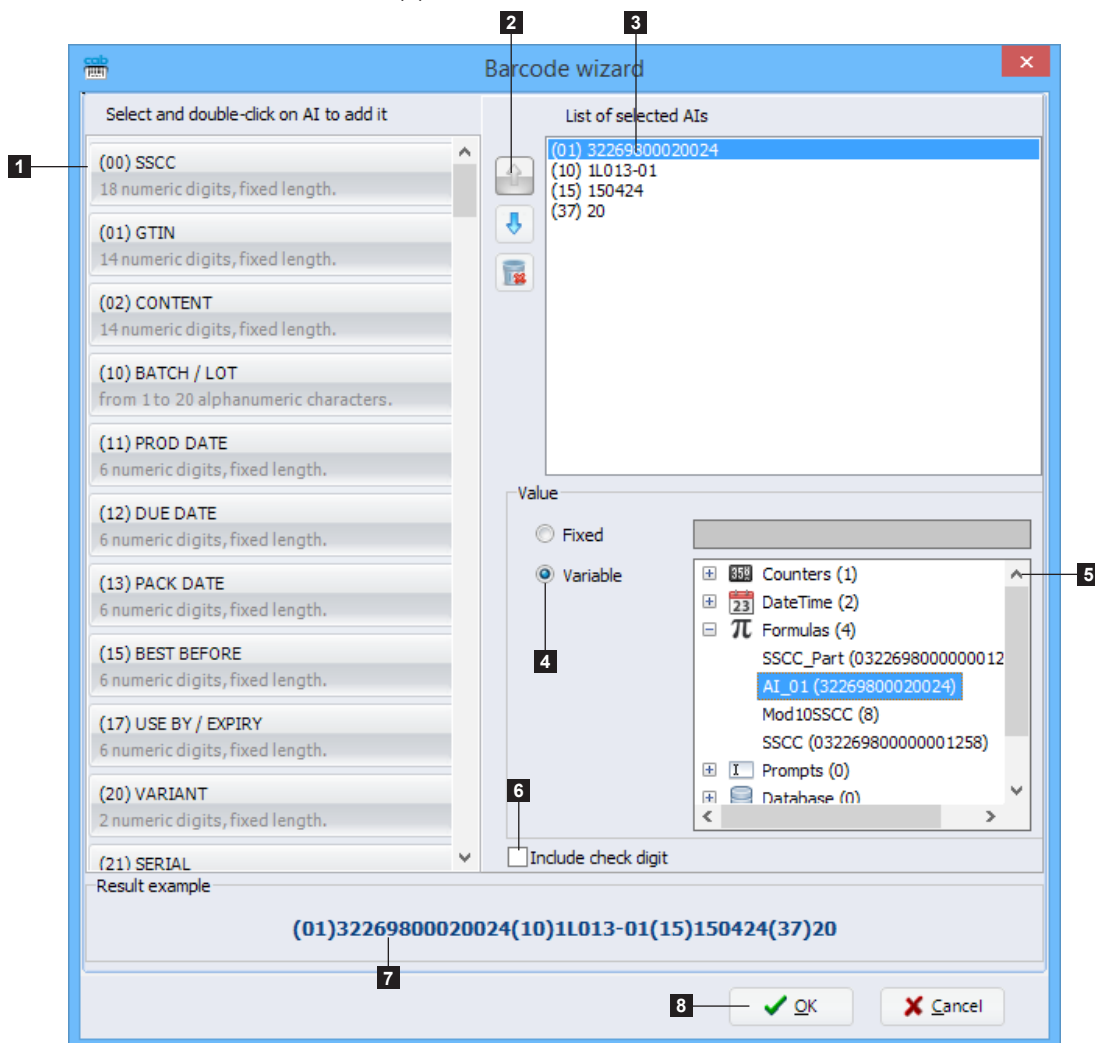 2
3
cab
Barcode wizard
Select and double-click on AI to add it
List of selected AIs
1
(00) SSCC
18 numeric digits, fixed length.
(01) GTIN
14 numeric digits, fixed length.
(02) CONTENT
14 numeric digits, fixed length.
(10) BATCH / LOT
from 1 to 20 alphanumeric characters.
(11) PROD DATE
6 numeric digits, fixed length.
(12) DUE DATE
6 numeric digits, fixed length.
(13) PACK DATE
6 numeric digits, fixed length.
(15) BEST BEFORE
6 numeric digits, fixed length.
(17) USE BY / EXPIRY
6 numeric digits, fixed length.
(20) VARIANT
2 numeric digits, fixed length.
(21) SERIAL
(01) 32269800020024
(10) 1L013-01
(15) 150424
(37) 20
Value
Fixed
Variable
4
5
Counters (1)
23 DateTime (2)
π Formulas (4)
SSCC_Part (0322698000000012
AI_01 (32269800020024)
Mod10SSCC (8)
SSCC (032269800000001258)
I Prompts (0)
Database (0)
6
Include check digit
Result example
(01)32269800020024(10)1L013-01(15)150424(37)20
7
8
OK
Cancel